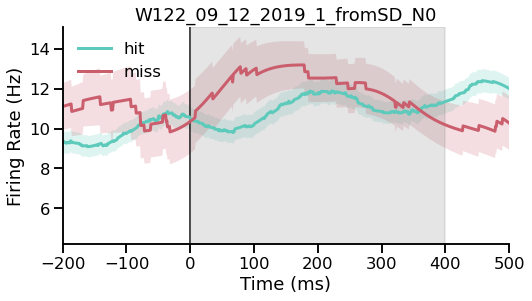 W122_09_12_2019_1_fromSD_N0
hit
miss
Firing Rate (Hz)
14
12
10
8
6
−200 −100 0 100 200 300 400 500
Time (ms)